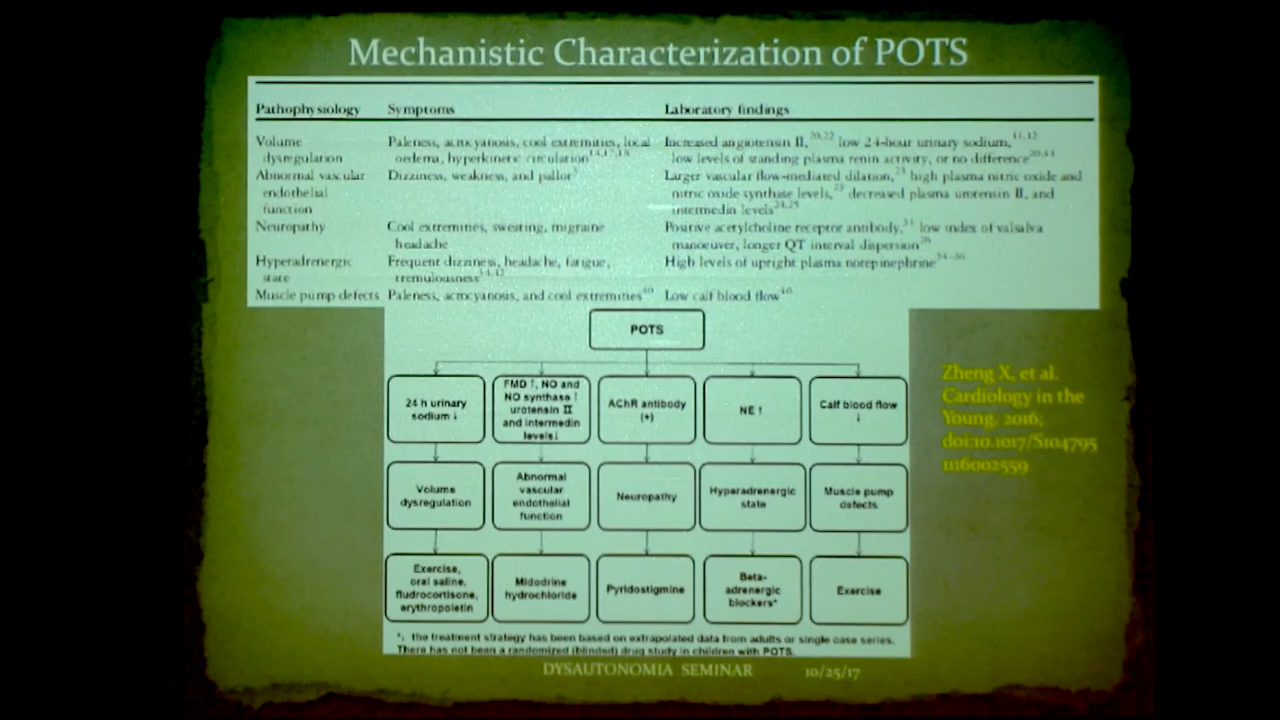 Mechanistic Characterization of POTS
Pathophysiology Symptoms Laboratory findings
Volume dysregulation
Paleness, acrocyanosis, cool extremities, local
oedema, hyperkinetic circulation
Increased angiotensin II,20,22 low 24-hour urinary sodium,11,12
low levels of standing plasma renin activity, or no difference
Abnormal vascular
endothelial
function
Dizziness, weakness, and pallor
Larger vascular flow-mediated dilation,23 high plasma nitric oxide and
nitric oxide synthase levels,23 decreased plasma urotensin II, and
intermedin levels24,25
Neuropathy
Cool extremines, sweating, migraine
headache
Positive acetylcholine receptor antibody, low index of valsalva
manoeuver, longer QT interval dispersion
Hyperadrenergic
state
Frequent dizziness, headache, fatigue,
tremulousness
High levels of upright plasma norepinephrine
Muscle pump defects
Paleness, acrocyanous, and cool extremities
Low calf blood flow
POTS
24 h urinary
sodium ↓
FMD ↑, NO and
NO synthase ↑
urotensin II
and intermedin
levels↓
AChR antibody
(+)
NE ↑
Calf blood flow
↓
Volume
dysregulation
Abnormal
vascular
endothelial
function
Neuropathy
Hyperadrenergic
state
Muscle pump
defects
Exercise,
oral saline,
fludrocortisone,
erythropoietin
Midodrine
hydrochloride
Pyridostigmine
Beta-
adrenergic
blockers*
Exercise
*: the treatment strategy has been based on extrapolated data from adults or single case series.
There has not been a randomized (blinded) drug study in children with POTS.
Zheng X, et al.
Cardiology in the
Young, 2016;
doi:10.1017/S104795
1116002559
DYSAUTONOMIA SEMINAR 10/25/17